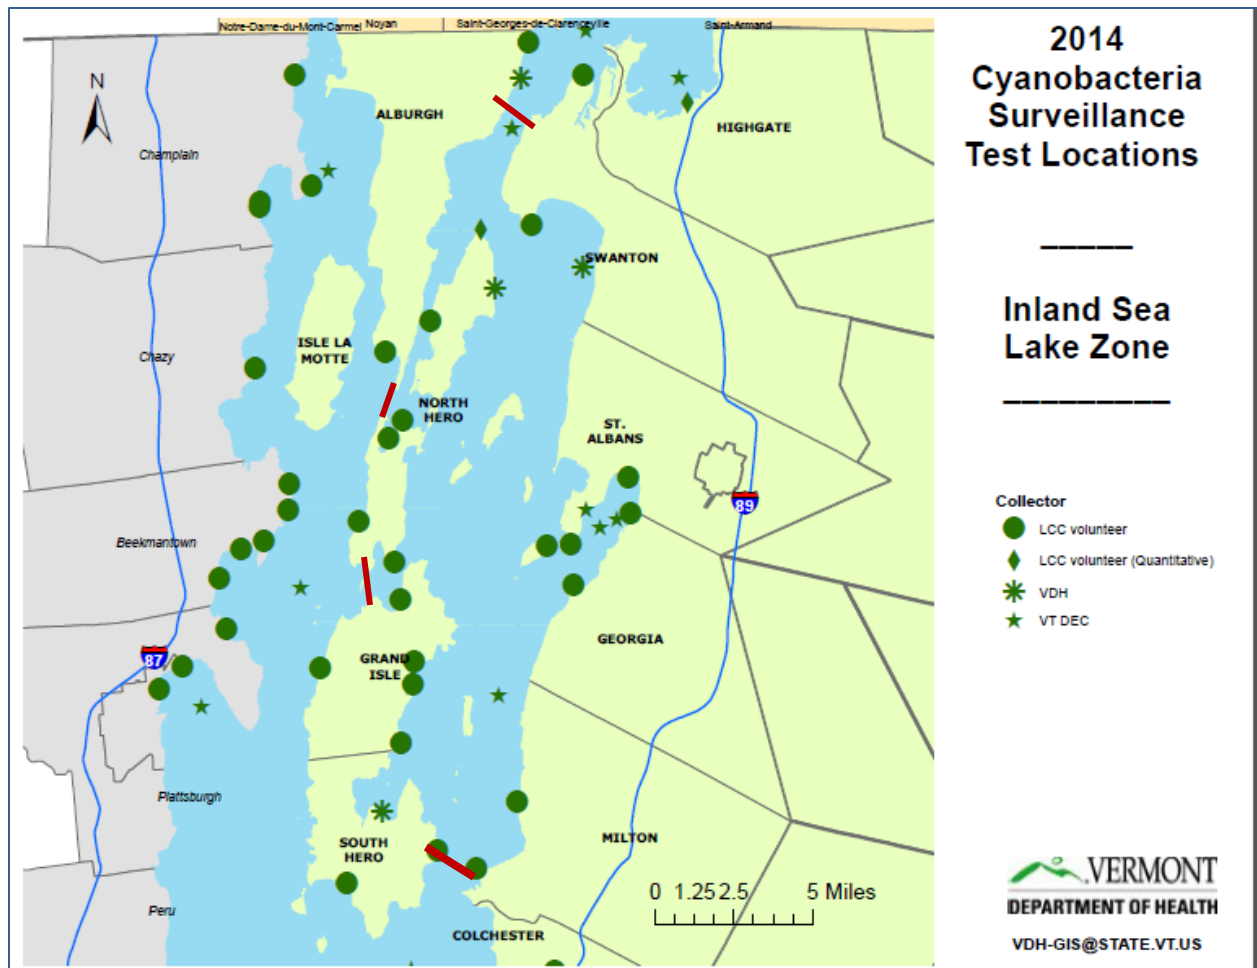 Notre-Dame-du-Mont-Carmel
Noyan
Saint-Georges-de-Clarenceville
Saint-Armand
N
ALBURGH
HIGHGATE
Champlain
SWANTON
ISLE LA
MOTTE
Chazy
NORTH
HERO
ST.
ALBANS
89
Beekmantown
GEORGIA
87
GRAND
ISLE
Plattsburgh
SOUTH
HERO
MILTON
0 1.25 2.5 5 Miles
Peru
COLCHESTER
2014
Cyanobacteria
Surveillance
Test Locations
_____
Inland Sea
Lake Zone
_________
Collector
LCC volunteer
LCC volunteer (Quantitative)
VDH
VT DEC
VERMONT
DEPARTMENT OF HEALTH
VDH-GIS@STATE.VT.US